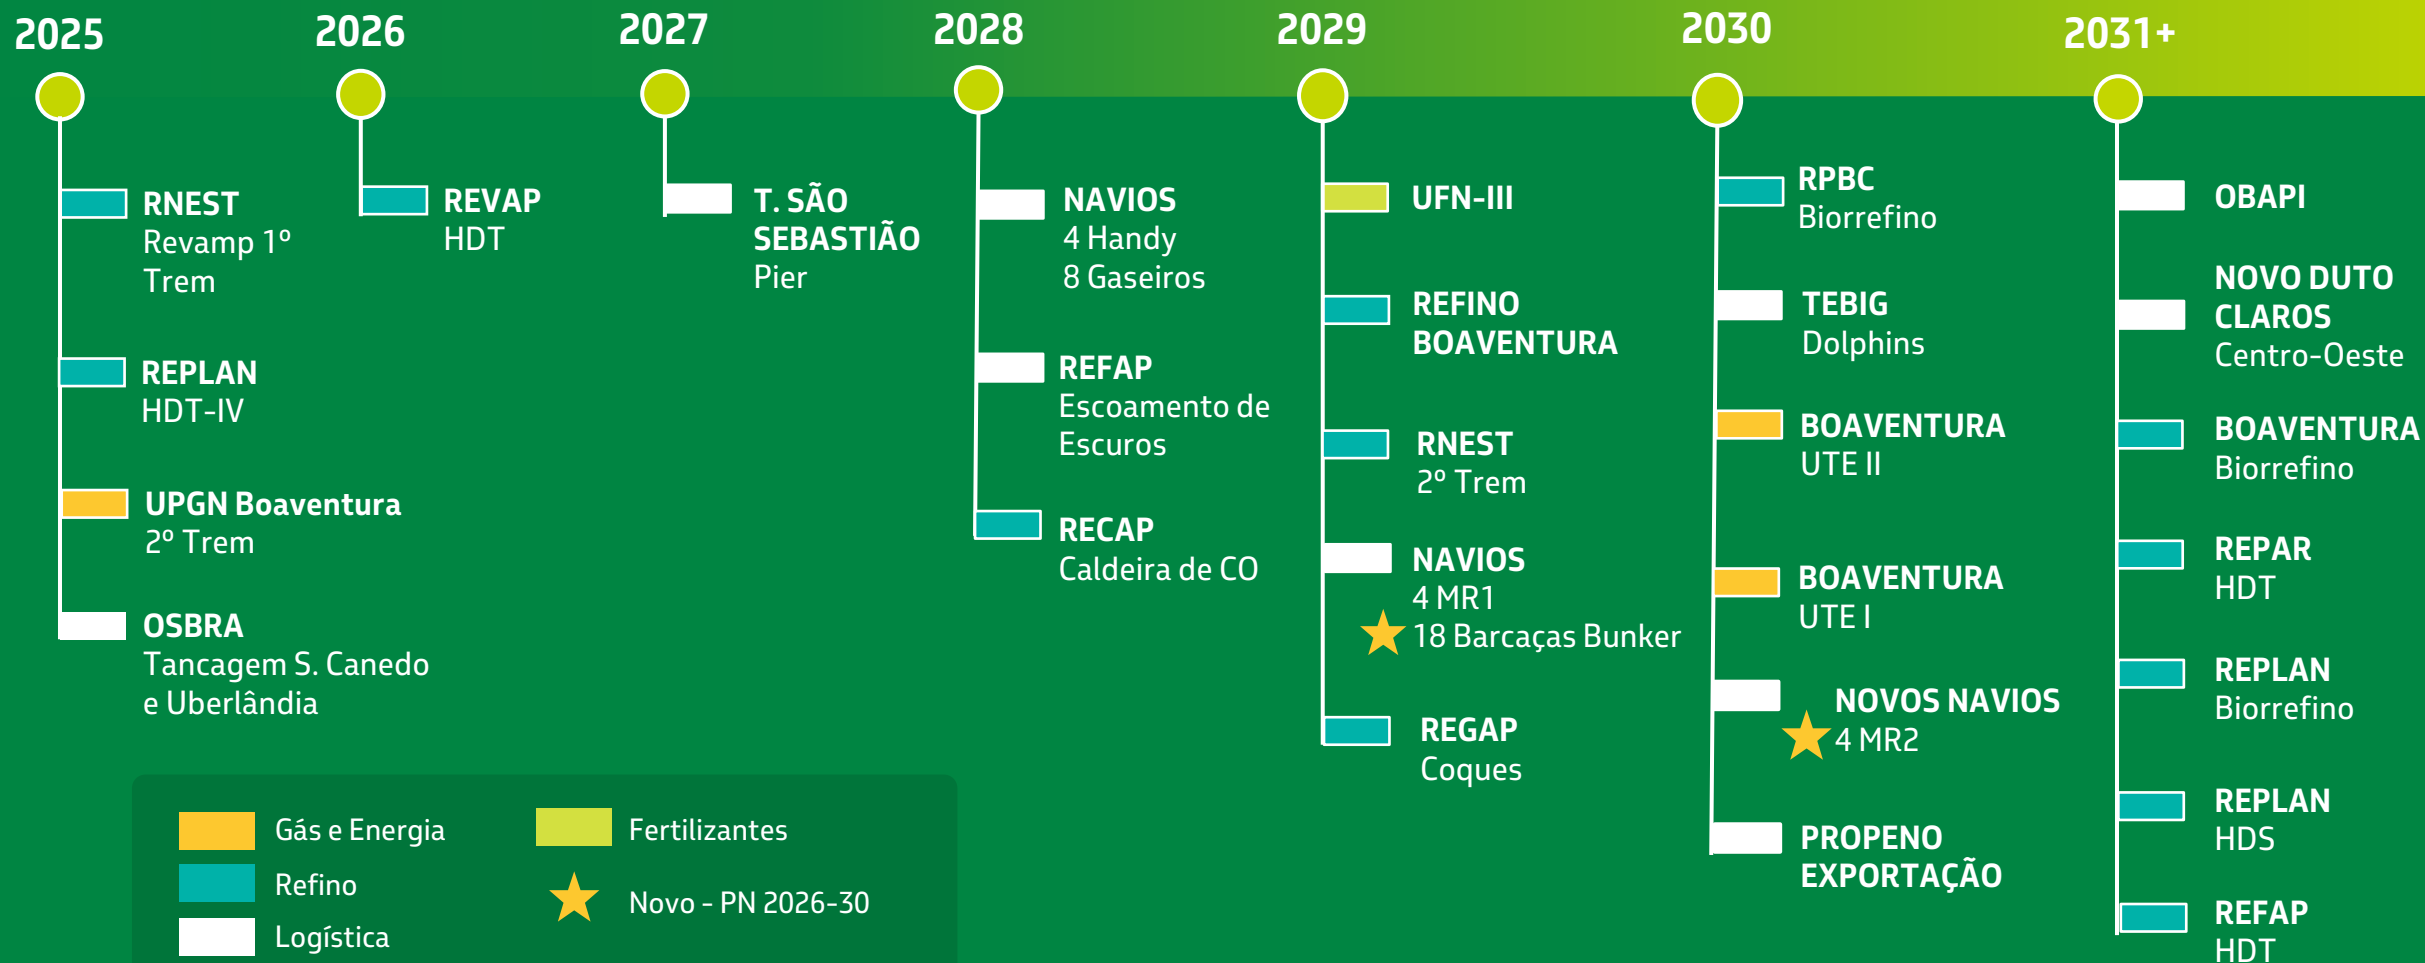 2025
2026
2027
2028
2029
2030
2031+
RNEST
Revamp 1º
Trem
REPLAN
HDT-IV
UPGN Boaventura
2º Trem
OSBRA
Tancagem S. Canedo
e Uberlândia
REVAP
HDT
T. SÃO
SEBASTIÃO
Pier
NAVIOS
4 Handy
8 Gaseiros
REFAP
Escoamento de
Escuros
RECAP
Caldeira de CO
UFN-III
REFINO
BOAVENTURA
RNEST
2º Trem
NAVIOS
4 MR1
18 Barcaças Bunker
REGAP
Coques
RPBC
Biorrefino
TEBIG
Dolphins
BOAVENTURA
UTE II
BOAVENTURA
UTE I
NOVOS NAVIOS
4 MR2
PROPENO
EXPORTAÇÃO
OBAPI
NOVO DUTO
CLAROS
Centro-Oeste
BOAVENTURA
Biorrefino
REPAR
HDT
REPLAN
Biorrefino
REPLAN
HDS
REFAP
HDT
Gás e Energia
Refino
Logística
Fertilizantes
Novo - PN 2026-30